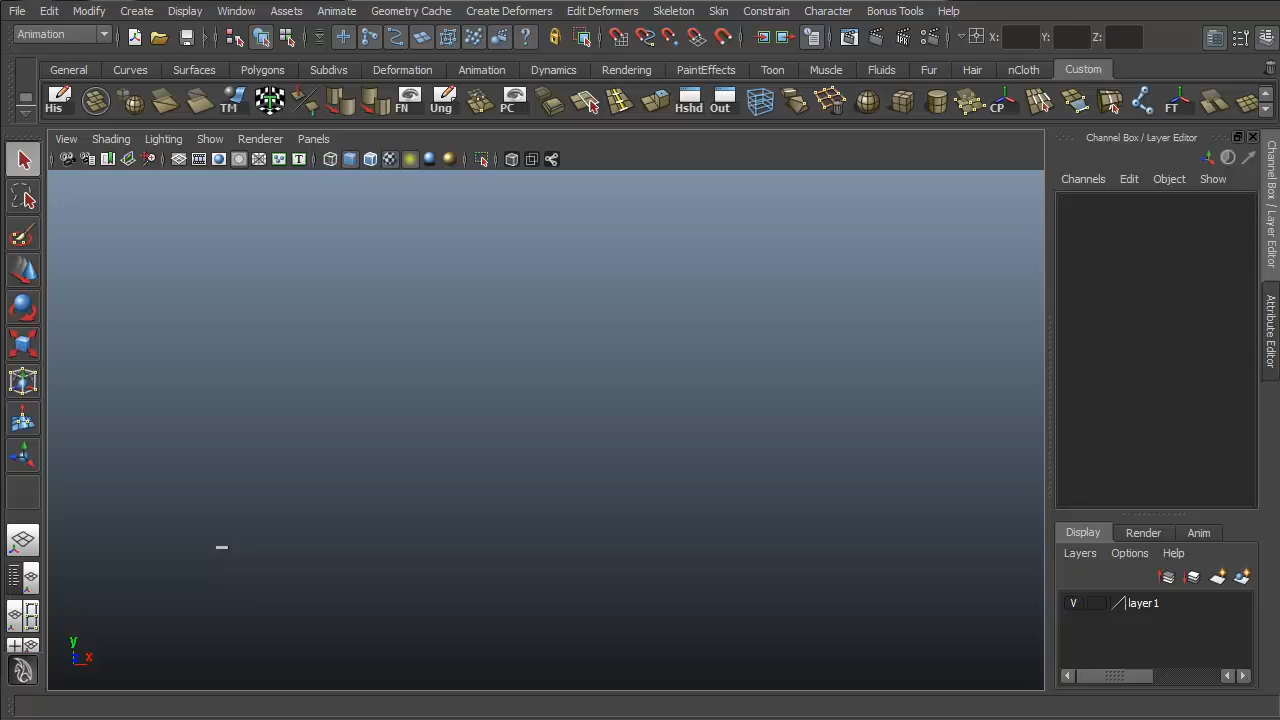 File Edit Modify Create Display Window Assets Animate Geometry Cache Create Deformers Edit Deformers Skeleton Skin Constrain Character Bonus Tools Help
Animation ? X: Y: Z:
General Curves Surfaces Polygons Subdivs Deformation Animation Dynamics Rendering PaintEffects Toon Muscle Fluids Fur Hair nCloth Custom
His TM FN Ung PC Hshd Out CP FT
View Shading Lighting Show Renderer Panels
T
Channel Box / Layer Editor
Channels Edit Object Show
Channel Box / Layer Editor
Attribute Editor
Display Render Anim
Layers Options Help
V layer1
y
x